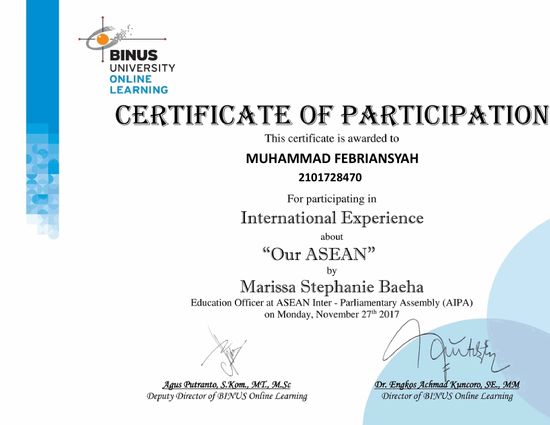 BINUS
UNIVERSITY
ONLINE
LEARNING
CERTIFICATE OF PARTICIPATION
This certificate is awarded to
MUHAMMAD FEBRIANSYAH
2101728470
For participating in
International Experience
about
“Our ASEAN”
by
Marissa Stephanie Baeha
Education Officer at ASEAN Inter - Parliamentary Assembly (AIPA)
on Monday, November 27th 2017
Agus Putranto, S.Kom., MT., M.Sc
Deputy Director of BINUS Online Learning
Dr. Engkos Achmad Kuncoro, SE., MM
Director of BINUS Online Learning